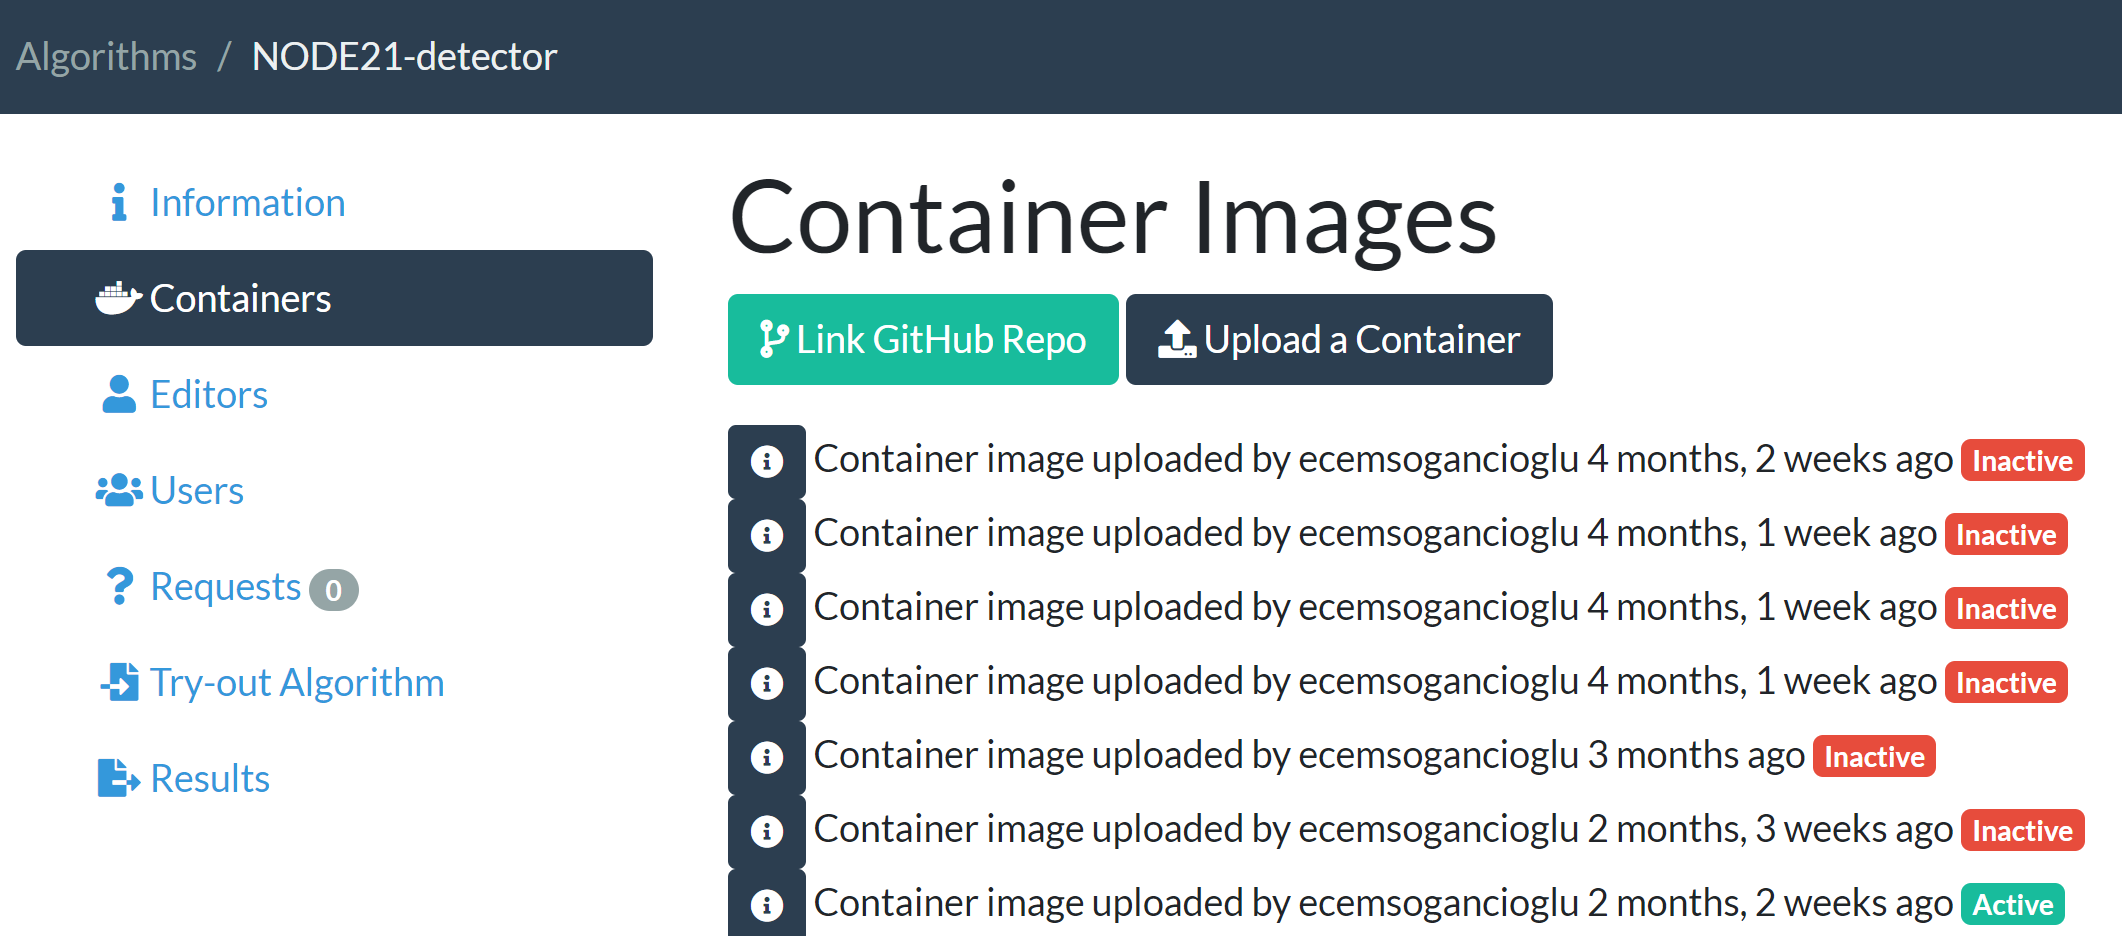 Algorithms / NODE21-detector
Information
Containers
Editors
Users
Requests 0
Try-out Algorithm
Results
Container Images
Link GitHub Repo
Upload a Container
Container image uploaded by ecemsogancioglu 4 months, 2 weeks ago Inactive
Container image uploaded by ecemsogancioglu 4 months, 1 week ago Inactive
Container image uploaded by ecemsogancioglu 4 months, 1 week ago Inactive
Container image uploaded by ecemsogancioglu 4 months, 1 week ago Inactive
Container image uploaded by ecemsogancioglu 3 months ago Inactive
Container image uploaded by ecemsogancioglu 2 months, 3 weeks ago Inactive
Container image uploaded by ecemsogancioglu 2 months, 2 weeks ago Active